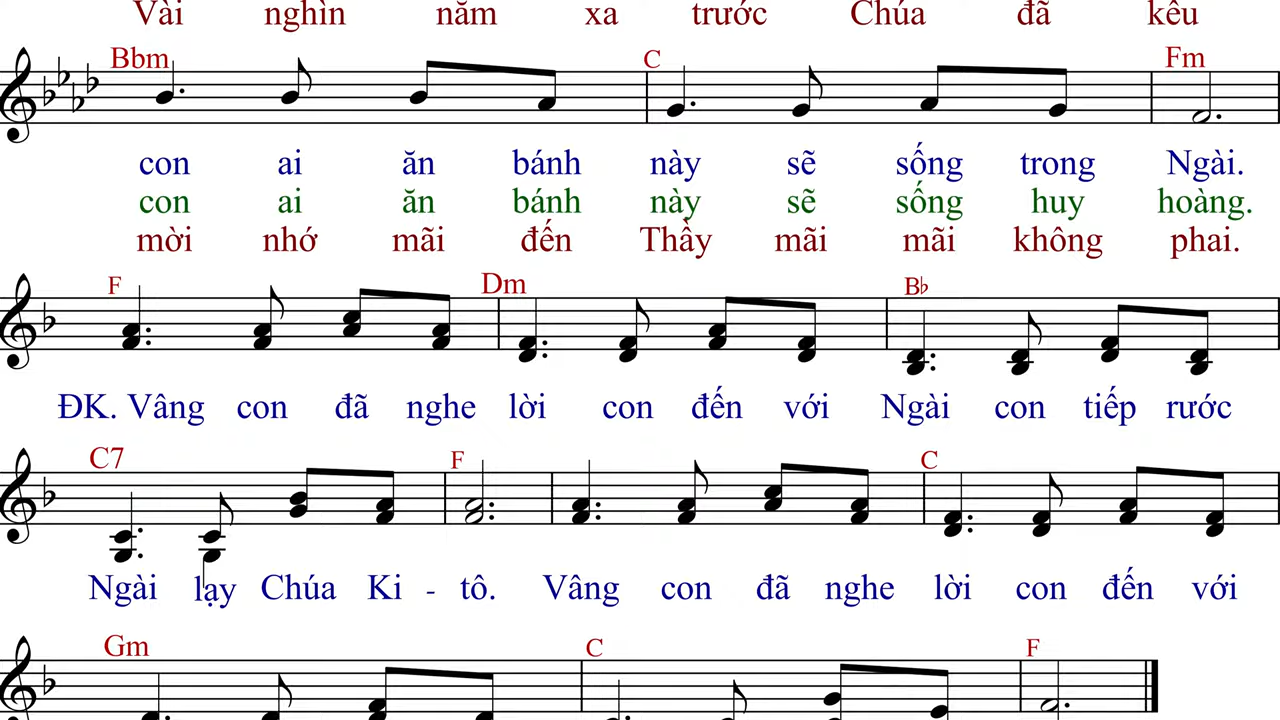 Vài nghìn năm xa trước Chúa đã kêu
Bbm C Fm
con ai ăn bánh này sẽ sống trong Ngài.
con ai ăn bánh này sẽ sống huy hoàng.
mời nhớ mãi đến Thầy mãi mãi không phai.
F Dm B♭
ĐK. Vâng con đã nghe lời con đến với Ngài con tiếp rước
C7 F C
Ngài lạy Chúa Ki - tô. Vâng con đã nghe lời con đến với
Gm C F